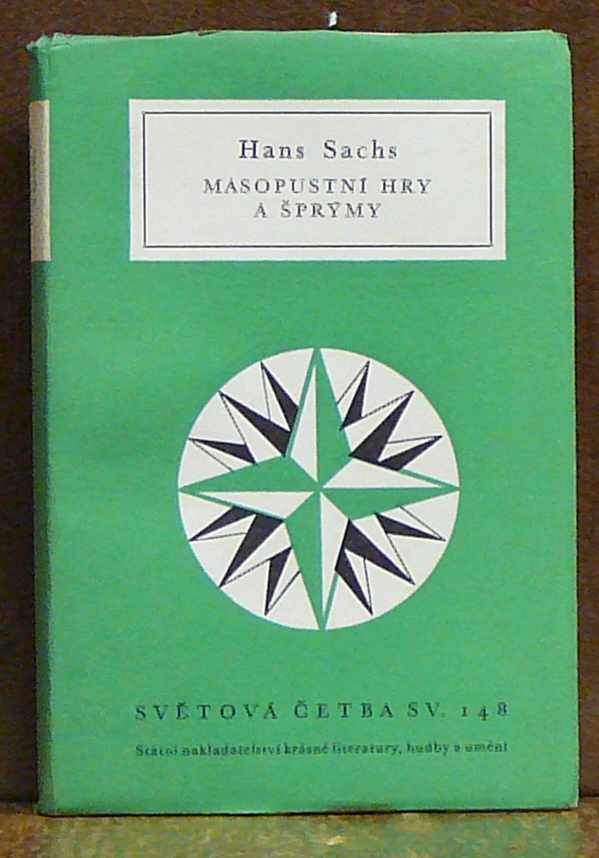 Hans Sachs
MASOPUSTNÍ HRY
A ŠPRÝMY
SVĚTOVÁ ČETBA SV. 148
Státní nakladatelství krásné literatury, hudby a umění